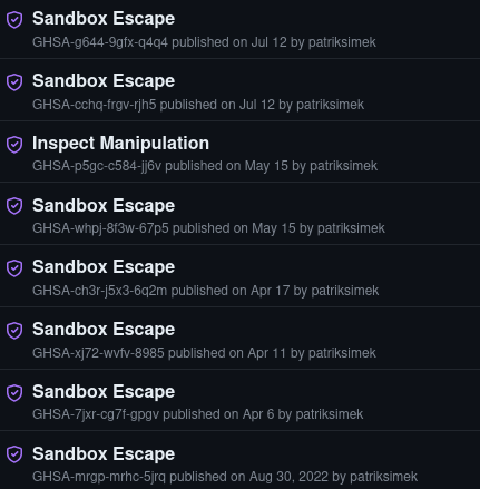 Sandbox Escape
GHSA-g644-9gfx-q4q4 published on Jul 12 by patriksimek
Sandbox Escape
GHSA-cchq-frgv-rjh5 published on Jul 12 by patriksimek
Inspect Manipulation
GHSA-p5gc-c584-jj6v published on May 15 by patriksimek
Sandbox Escape
GHSA-whpj-8f3w-67p5 published on May 15 by patriksimek
Sandbox Escape
GHSA-ch3r-j5x3-6q2m published on Apr 17 by patriksimek
Sandbox Escape
GHSA-xj72-wvfv-8985 published on Apr 11 by patriksimek
Sandbox Escape
GHSA-7jxr-cg7f-gpgv published on Apr 6 by patriksimek
Sandbox Escape
GHSA-mrgp-mrhc-5jrq published on Aug 30, 2022 by patriksimek